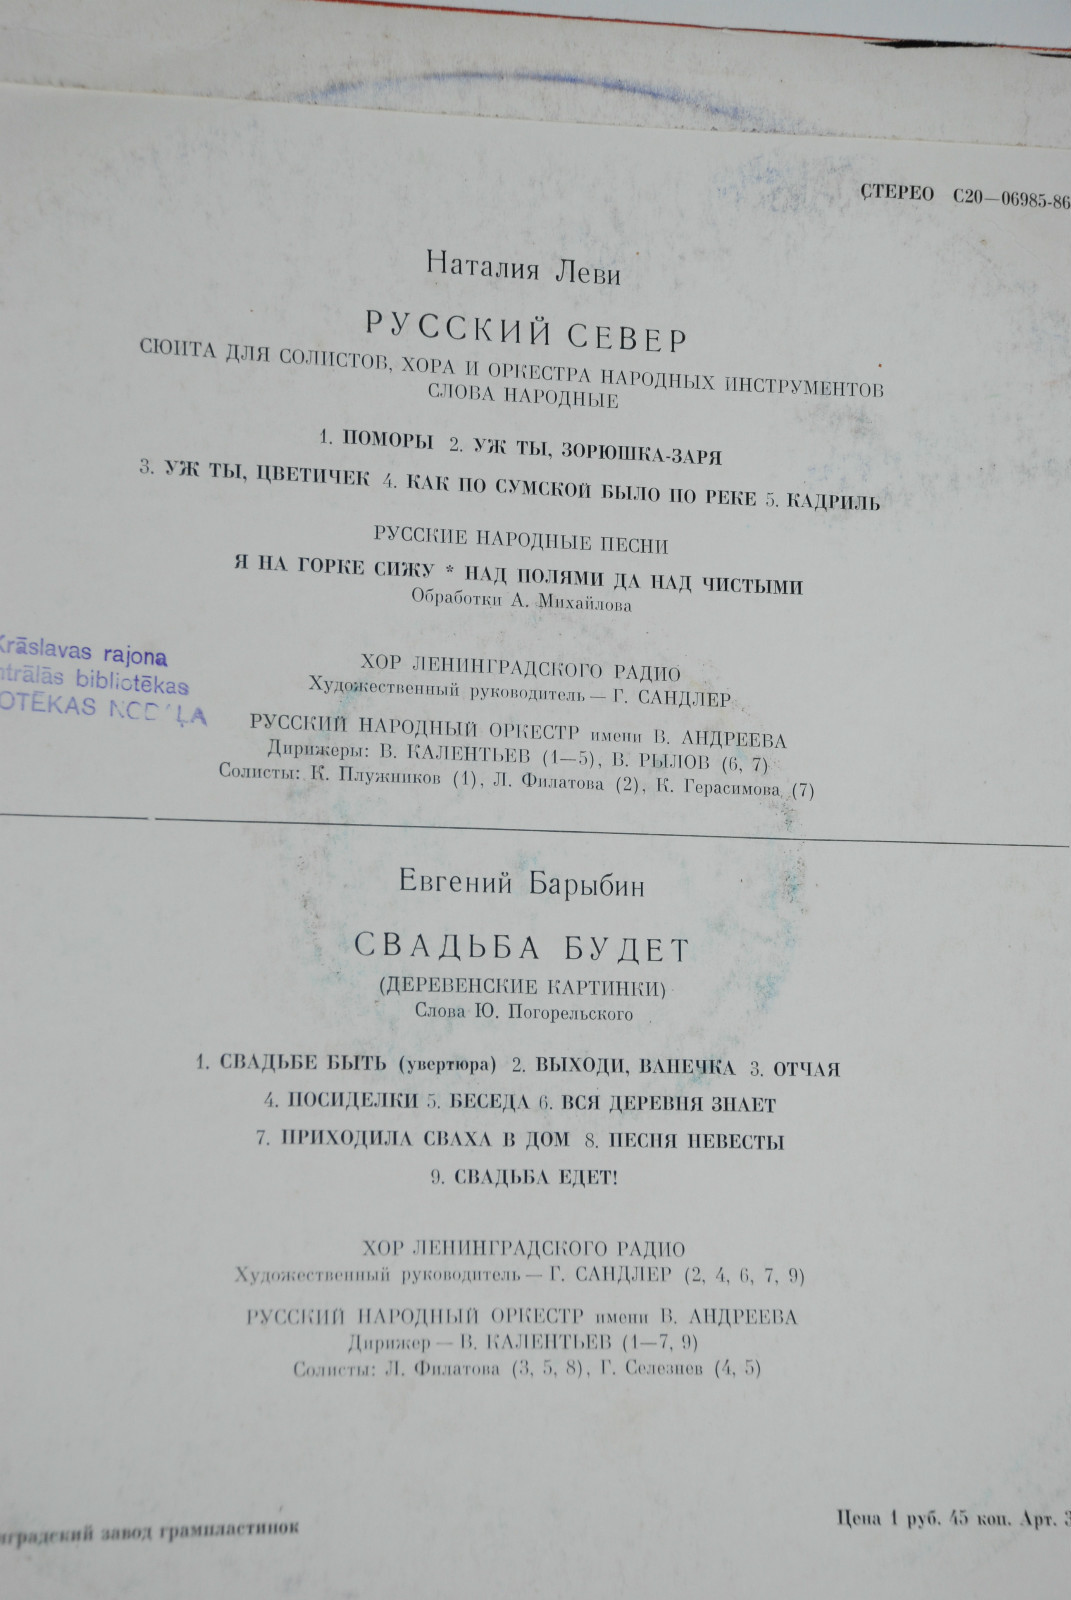 СТЕРЕО С20—06985-86
Наталия Леви
РУССКИЙ СЕВЕР
СЮИТА ДЛЯ СОЛИСТОВ, ХОРА И ОРКЕСТРА НАРОДНЫХ ИНСТРУМЕНТОВ
СЛОВА НАРОДНЫЕ
1. ПОМОРЫ 2. УЖ ТЫ, ЗОРЮШКА-ЗАРЯ
3. УЖ ТЫ, ЦВЕТИЧЕК 4. КАК ПО СУМСКОЙ БЫЛО ПО РЕКЕ 5. КАДРИЛЬ
РУССКИЕ НАРОДНЫЕ ПЕСНИ
Я НА ГОРКЕ СИЖУ * НАД ПОЛЯМИ ДА НАД ЧИСТЫМИ
Обработки А. Михайлова
Krāslavas rajona
ntrālās bibliotēkas
OTĒKAS
ХОР ЛЕНИНГРАДСКОГО РАДИО
Художественный руководитель — Г. САНДЛЕР
РУССКИЙ НАРОДНЫЙ ОРКЕСТР имени В. АНДРЕЕВА
Дирижеры: В. КАЛЕНТЬЕВ (1—5), В. РЫЛОВ (6, 7)
Солисты: К. Плужников (1), Л. Филатова (2), К. Герасимова (7)
Евгений Барыбин
СВАДЬБА БУДЕТ
(ДЕРЕВЕНСКИЕ КАРТИНКИ)
Слова Ю. Погорельского
1. СВАДЬБЕ БЫТЬ (увертюра) 2. ВЫХОДИ, ВАНЕЧКА 3. ОТЧАЯ
4. ПОСИДЕЛКИ 5. БЕСЕДА 6. ВСЯ ДЕРЕВНЯ ЗНАЕТ
7. ПРИХОДИЛА СВАХА В ДОМ 8. ПЕСНЯ НЕВЕСТЫ
9. СВАДЬБА ЕДЕТ!
ХОР ЛЕНИНГРАДСКОГО РАДИО
Художественный руководитель — Г. САНДЛЕР (2, 4, 6, 7, 9)
РУССКИЙ НАРОДНЫЙ ОРКЕСТР имени В. АНДРЕЕВА
Дирижер — В. КАЛЕНТЬЕВ (1—7, 9)
Солисты: Л. Филатова (3, 5, 8), Г. Селезнев (4, 5)
нградский завод грампластинок
Цена 1 руб. 45 коп. Арт. 3